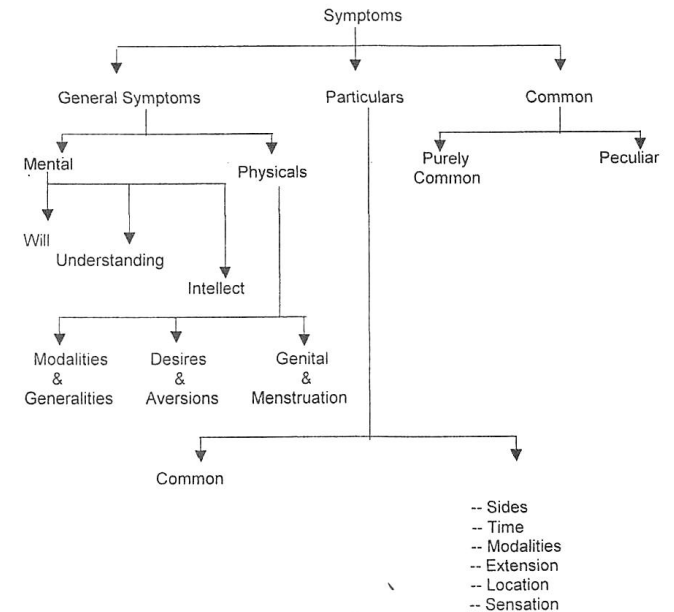 Symptoms
General Symptoms
Particulars
Common
Mental
Physicals
Purely
Common
Peculiar
Will
Understanding
Intellect
Modalities
&
Generalities
Desires
&
Aversions
Genital
&
Menstruation
Common
-- Sides
-- Time
-- Modalities
-- Extension
-- Location
-- Sensation